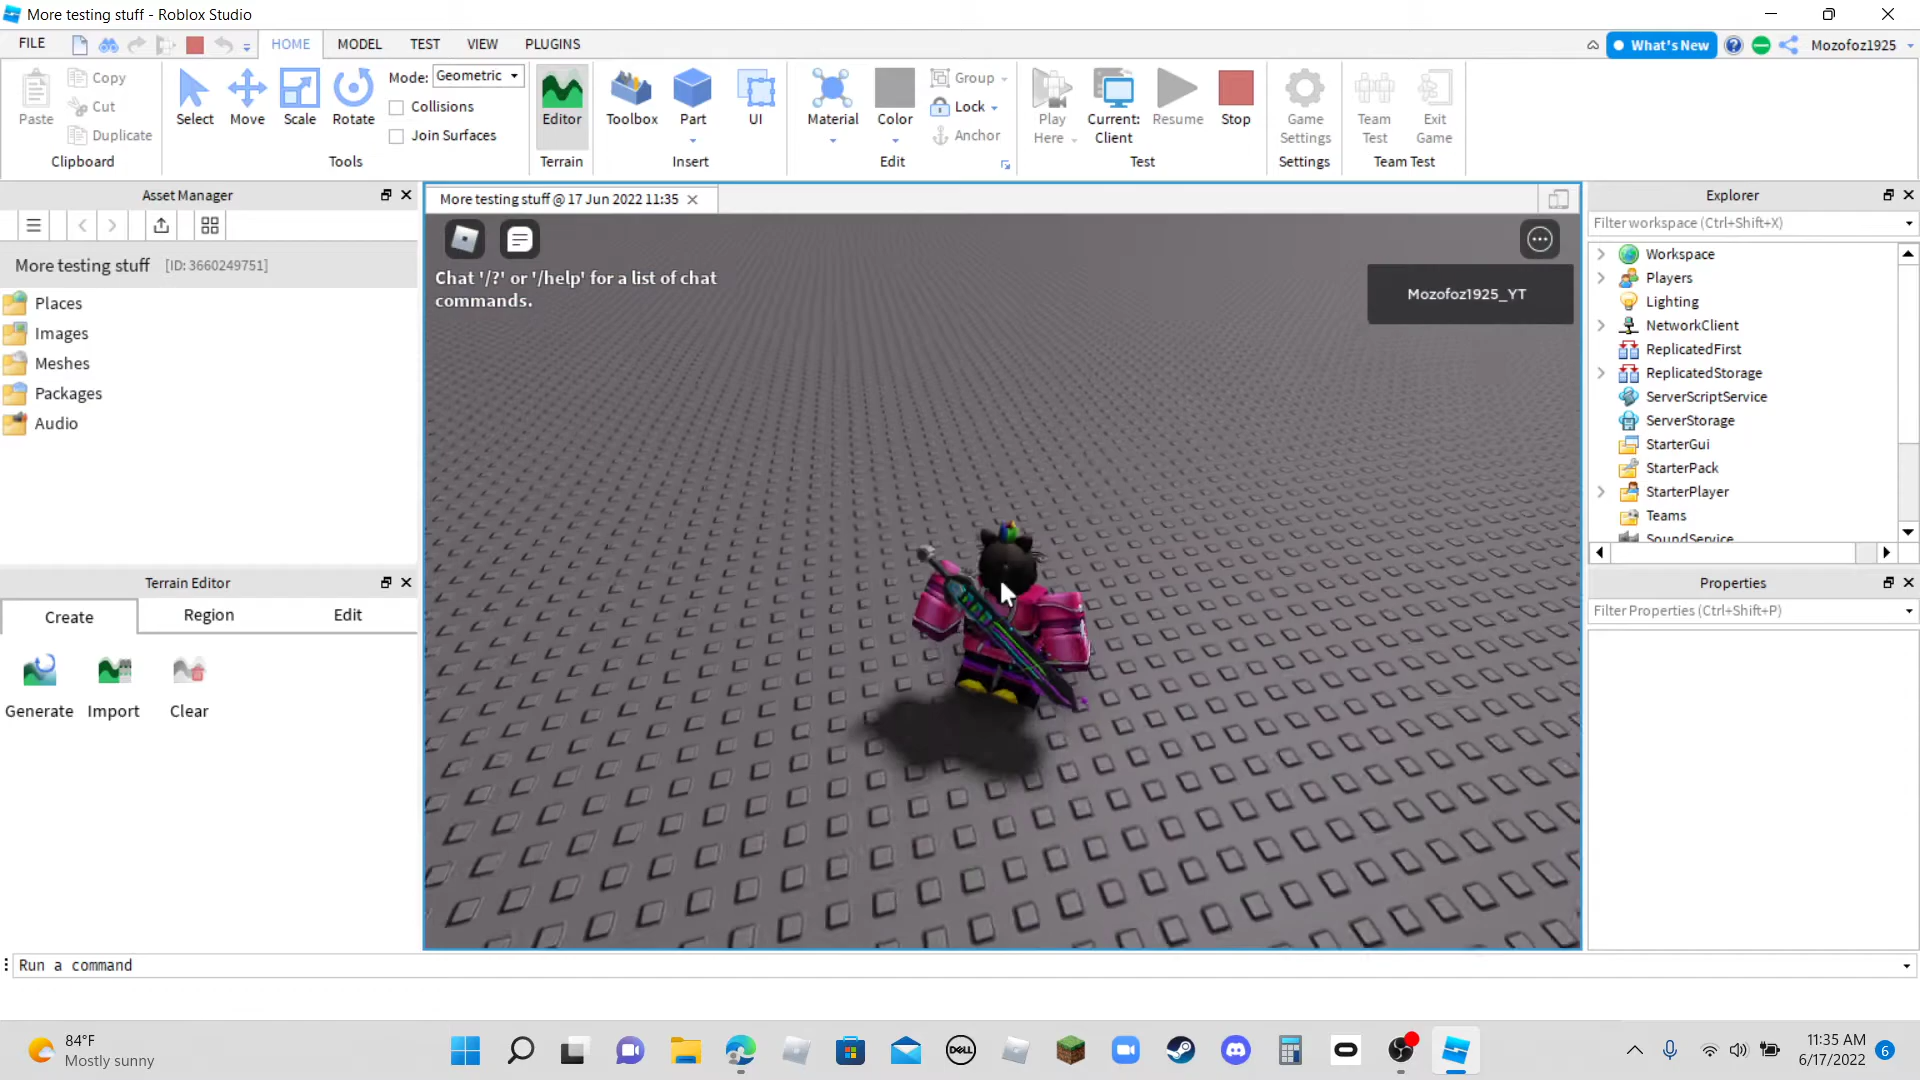 More testing stuff - Roblox Studio
FILE HOME MODEL TEST VIEW PLUGINS What's New Mozofoz1925
Paste Copy Cut Duplicate Clipboard
Select Move Scale Rotate Mode: Geometric Collisions Join Surfaces Tools
Editor Terrain
Toolbox Part UI Insert
Material Color Group Lock Anchor Edit
Play Here Current: Client Resume Stop Test
Game Settings Settings
Team Test Exit Game Team Test
Asset Manager
More testing stuff [ID: 3660249751]
Places
Images
Meshes
Packages
Audio
Terrain Editor
Create Region Edit
Generate Import Clear
More testing stuff @ 17 Jun 2022 11:35
Chat '/?' or '/help' for a list of chat
commands.
Mozofoz1925_YT
Explorer
Filter workspace (Ctrl+Shift+X)
Workspace
Players
Lighting
NetworkClient
ReplicatedFirst
ReplicatedStorage
ServerScriptService
ServerStorage
StarterGui
StarterPack
StarterPlayer
Teams
SoundService
Properties
Filter Properties (Ctrl+Shift+P)
Run a command
84°F
Mostly sunny
DELL
11:35 AM
6/17/2022
6